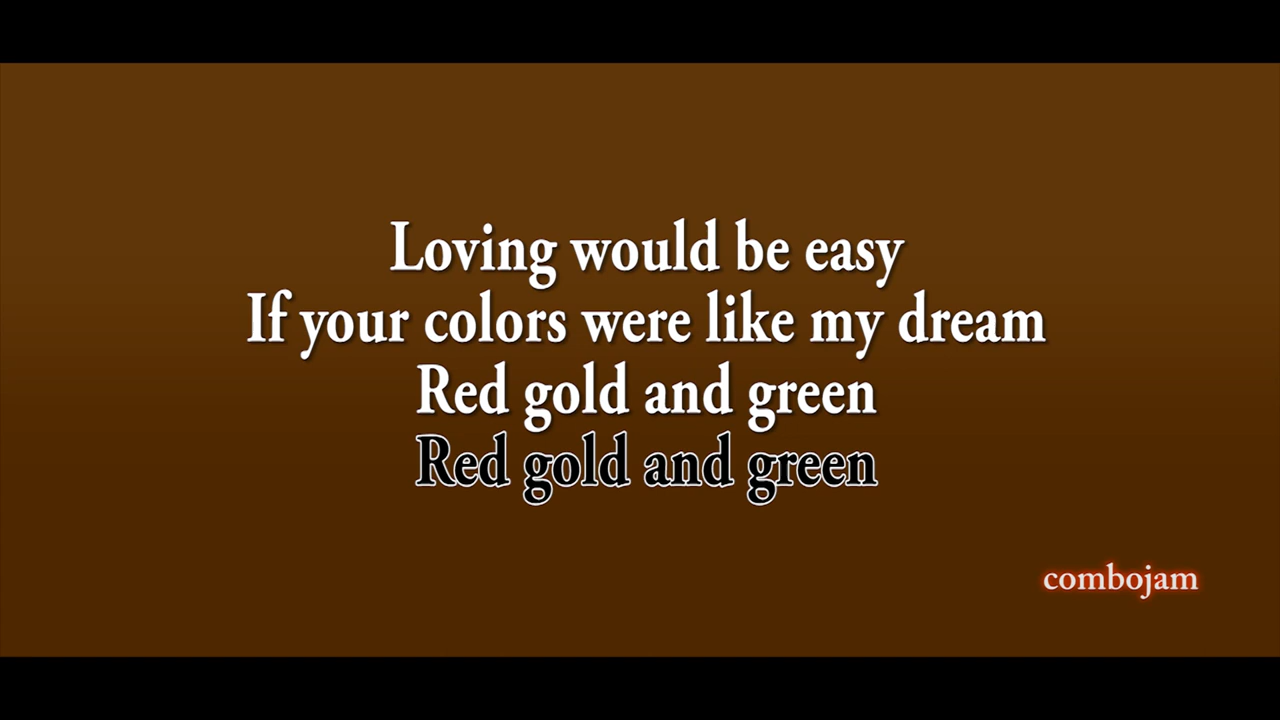 Loving would be easy
If your colors were like my dream
Red gold and green
Red gold and green
combojam